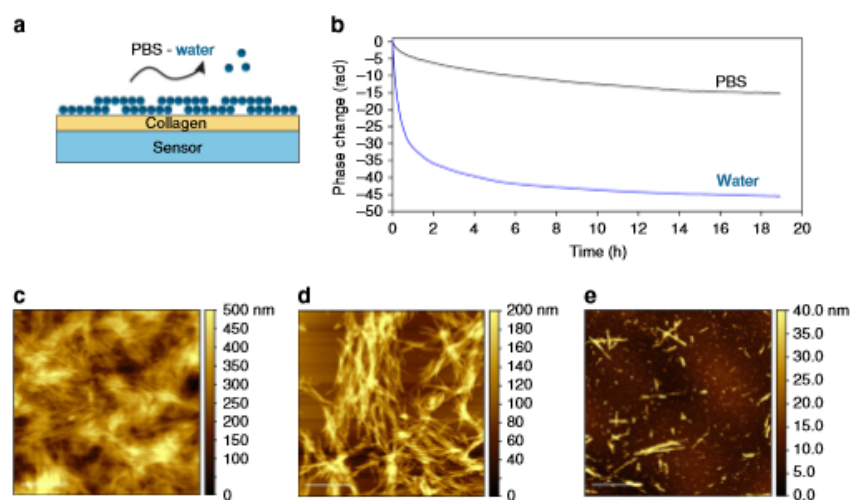 a
PBS - water
Collagen
Sensor
b
0
−5
−10
−15
−20
−25
−30
−35
−40
−45
−50
Phase change (rad)
PBS
Water
0 2 4 6 8 10 12 14 16 18 20
Time (h)
c
500 nm
450
400
350
300
250
200
150
100
0
d
200 nm
180
160
140
120
100
80
60
40
0
e
40.0 nm
35.0
30.0
25.0
20.0
15.0
10.0
5.0
0.0